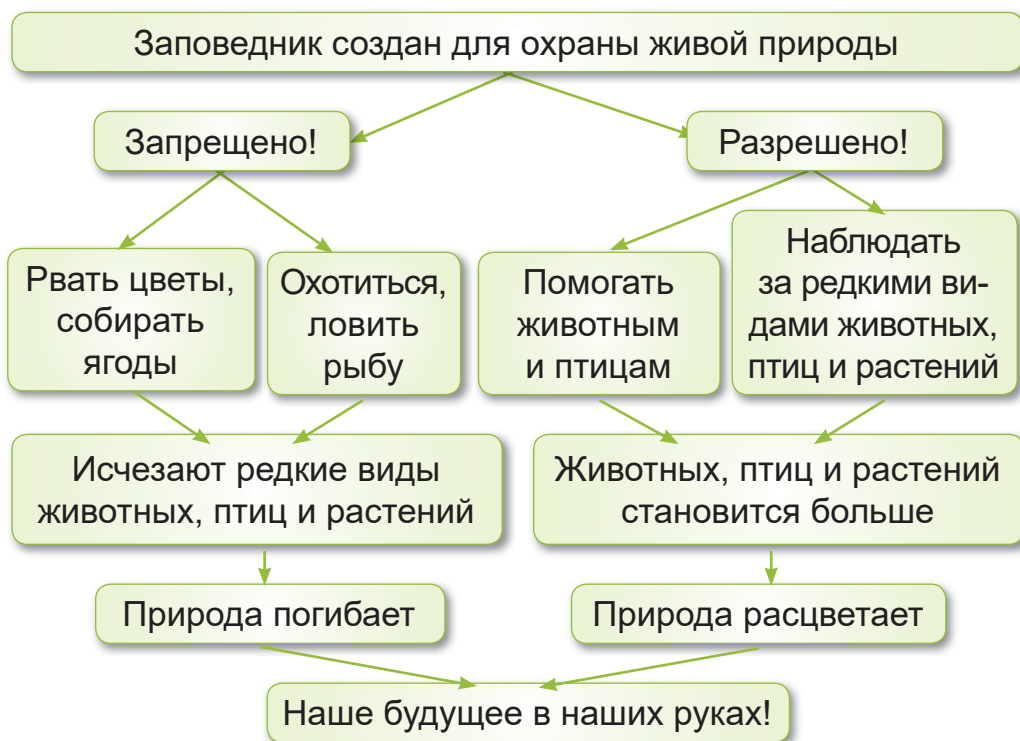 Заповедник создан для охраны живой природы
Запрещено!
Разрешено!
Рвать цветы,
собирать
ягоды
Охотиться,
ловить
рыбу
Помогать
животным
и птицам
Наблюдать
за редкими ви-
дами животных,
птиц и растений
Исчезают редкие виды
животных, птиц и растений
Животных, птиц и растений
становится больше
Природа погибает
Природа расцветает
Наше будущее в наших руках!